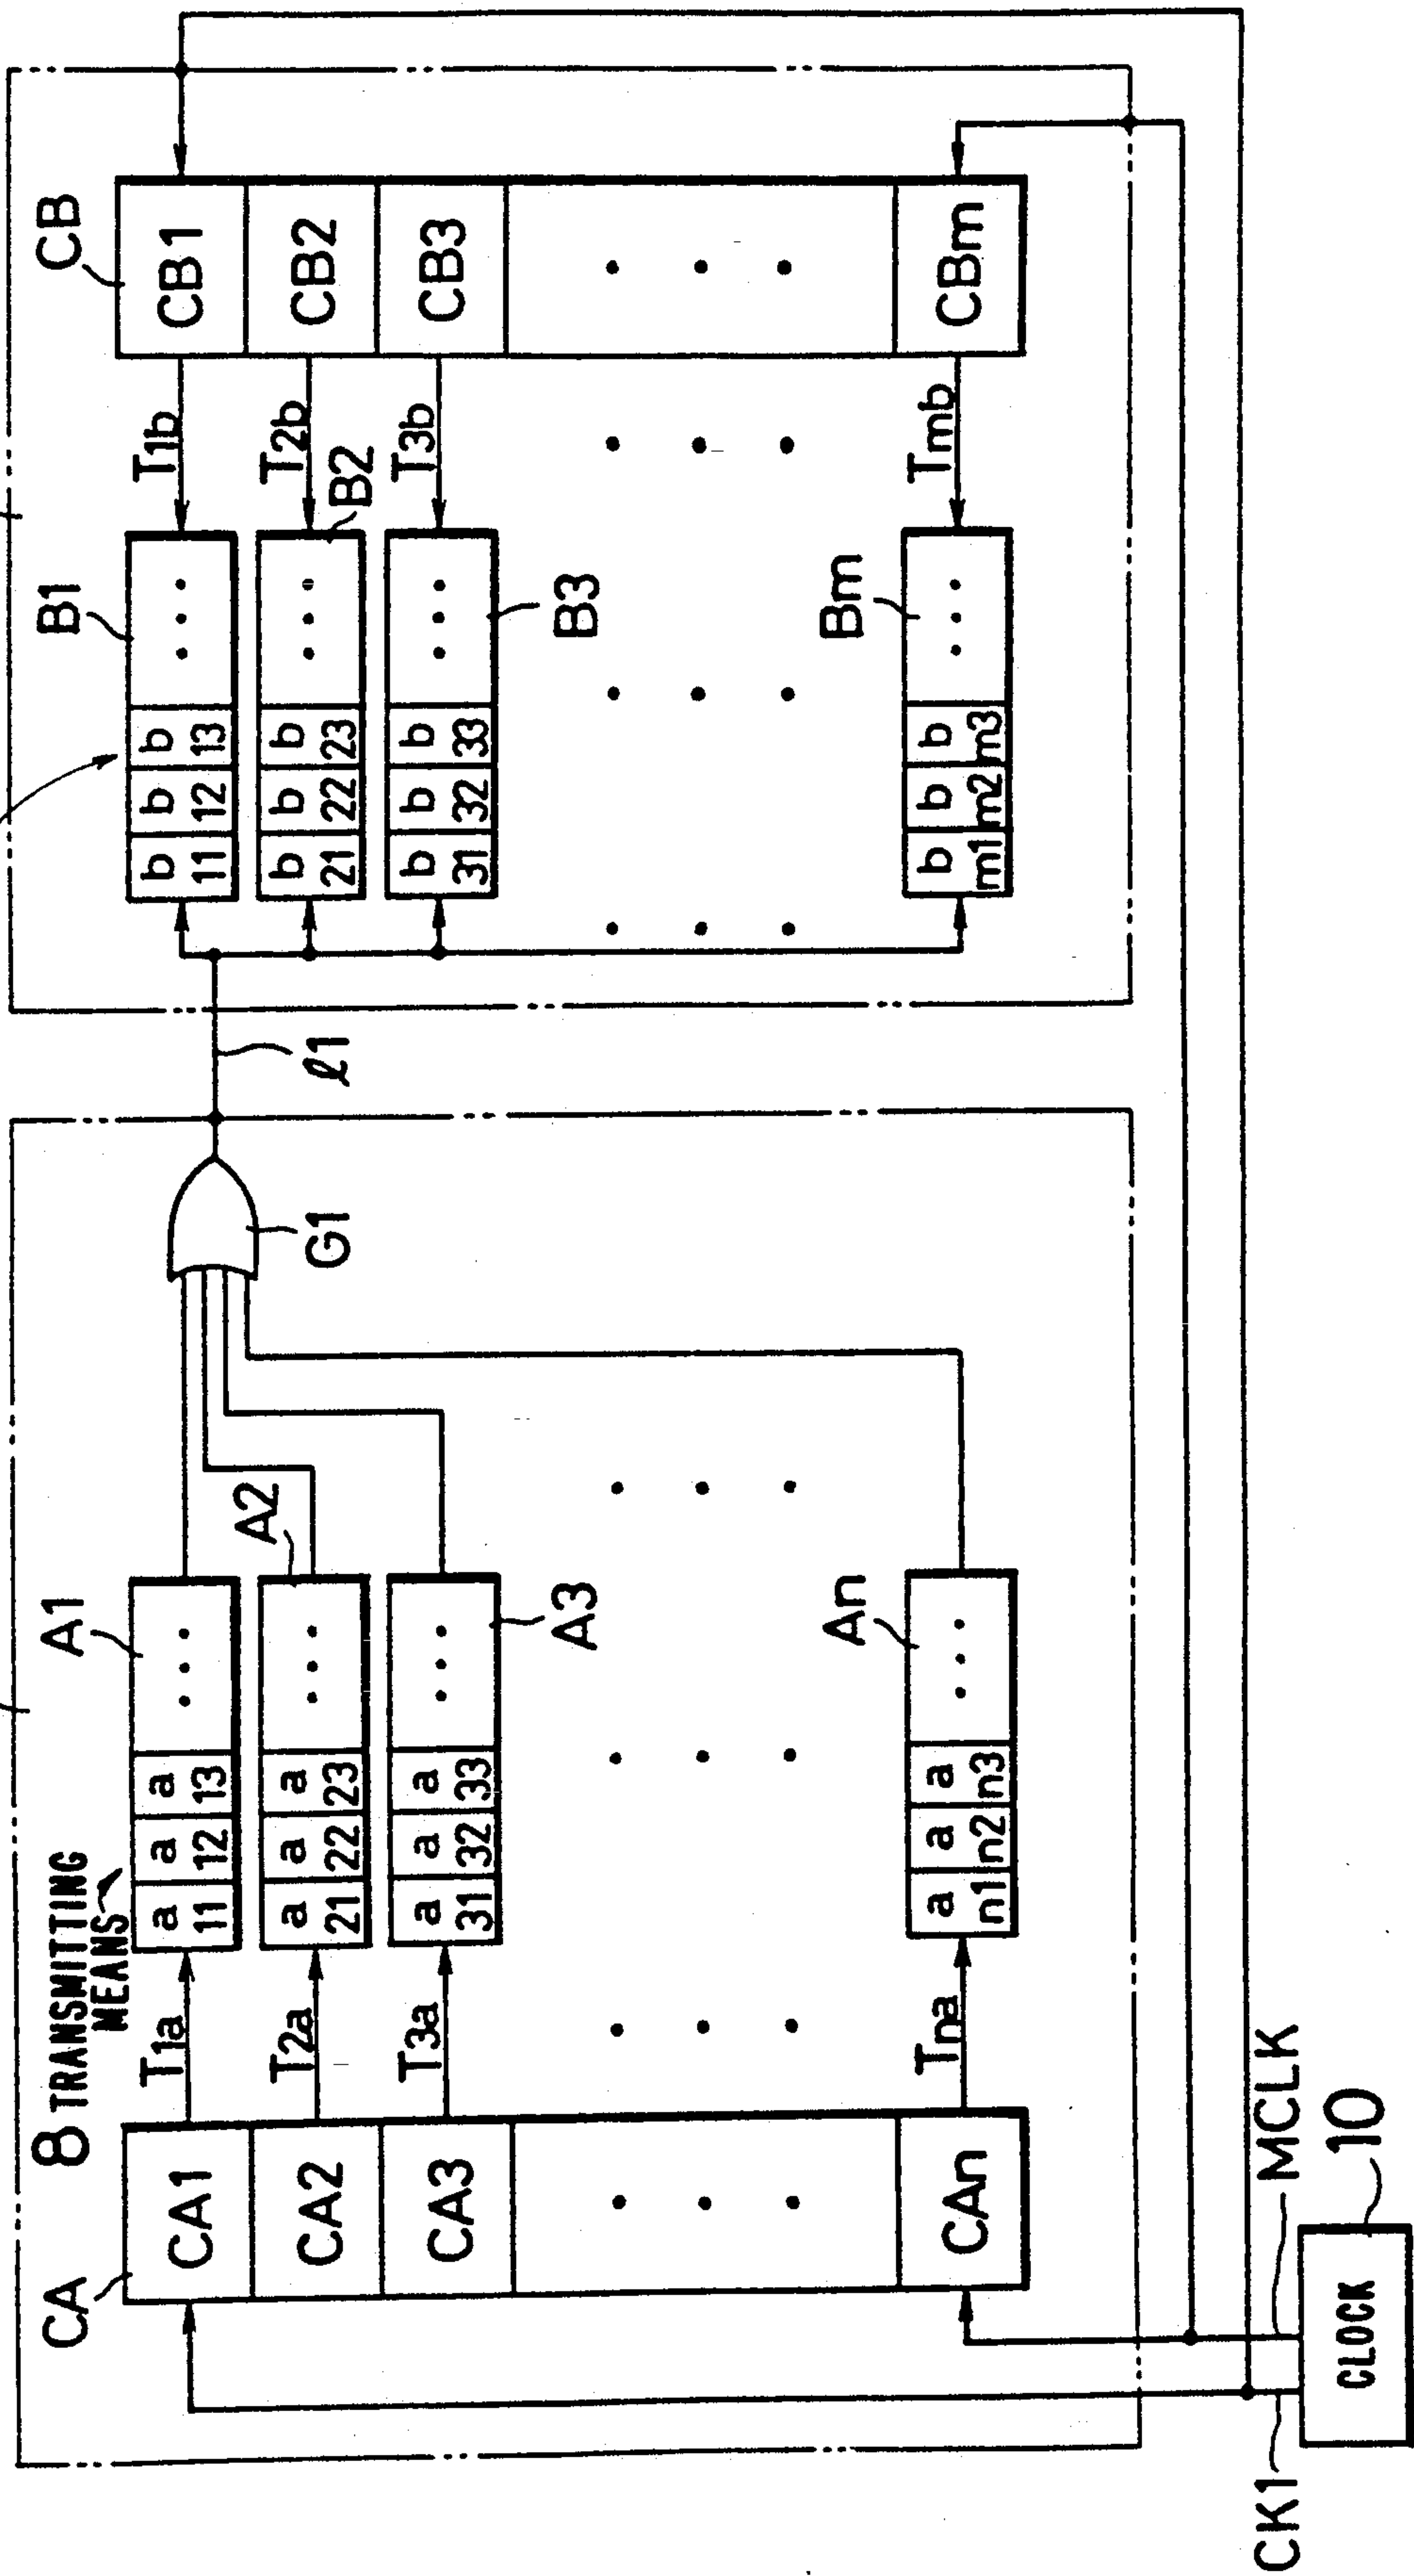 8 TRANSMITTING
MEANS
CA
CA1
CA2
CA3
CAn
T1a
T2a
T3a
Tna
A1
a a a
11 12 13
A2
a a a
21 22 23
A3
a a a
31 32 33
An
a a a
n1 n2 n3
G1
ℓ1
B1
b b b
11 12 13
B2
b b b
21 22 23
B3
b b b
31 32 33
Bm
b b b
m1 m2 m3
T1b
T2b
T3b
Tmb
CB
CB1
CB2
CB3
CBm
CK1
MCLK
CLOCK
10